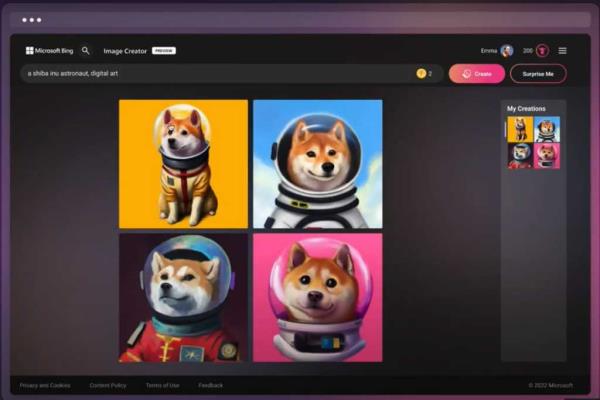 Microsoft Bing
Image Creator
PREVIEW
Emma
200
a shiba inu astronaut, digital art
2
Create
Surprise Me
My Creations
Privacy and Cookies
Content Policy
Terms of Use
Feedback
© 2022 Microsoft